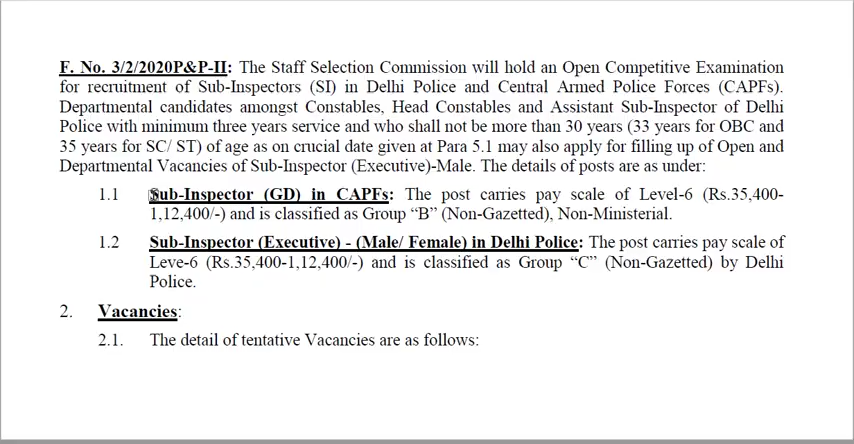 F. No. 3/2/2020P&P-II: The Staff Selection Commission will hold an Open Competitive Examination
for recruitment of Sub-Inspectors (SI) in Delhi Police and Central Armed Police Forces (CAPFs).
Departmental candidates amongst Constables, Head Constables and Assistant Sub-Inspector of Delhi
Police with minimum three years service and who shall not be more than 30 years (33 years for OBC and
35 years for SC/ ST) of age as on crucial date given at Para 5.1 may also apply for filling up of Open and
Departmental Vacancies of Sub-Inspector (Executive)-Male. The details of posts are as under:
1.1 Sub-Inspector (GD) in CAPFs: The post carries pay scale of Level-6 (Rs.35,400-
1,12,400/-) and is classified as Group “B” (Non-Gazetted), Non-Ministerial.
1.2 Sub-Inspector (Executive) - (Male/ Female) in Delhi Police: The post carries pay scale of
Leve-6 (Rs.35,400-1,12,400/-) and is classified as Group “C” (Non-Gazetted) by Delhi
Police.
2. Vacancies:
2.1. The detail of tentative Vacancies are as follows: